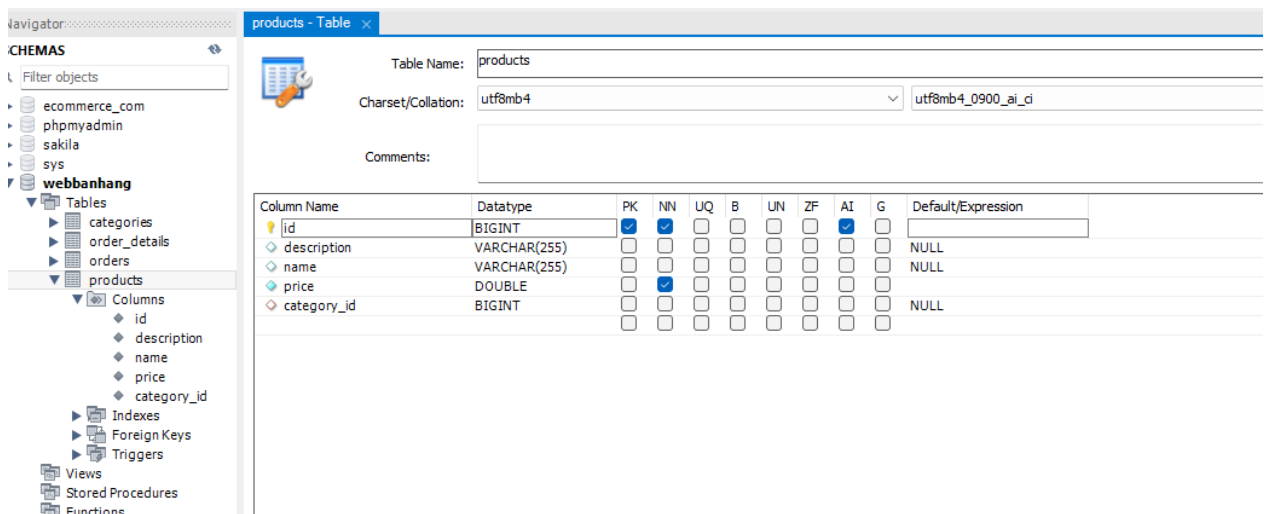 Navigator
products - Table
SCHEMAS
Filter objects
ecommerce_com
phpmyadmin
sakila
sys
webbanhang
Tables
categories
order_details
orders
products
Columns
id
description
name
price
category_id
Indexes
Foreign Keys
Triggers
Views
Stored Procedures
Functions
Table Name: products
Charset/Collation: utf8mb4 utf8mb4_0900_ai_ci
Comments:
Column Name Datatype PK NN UQ B UN ZF AI G Default/Expression
id BIGINT
description VARCHAR(255) NULL
name VARCHAR(255) NULL
price DOUBLE
category_id BIGINT NULL